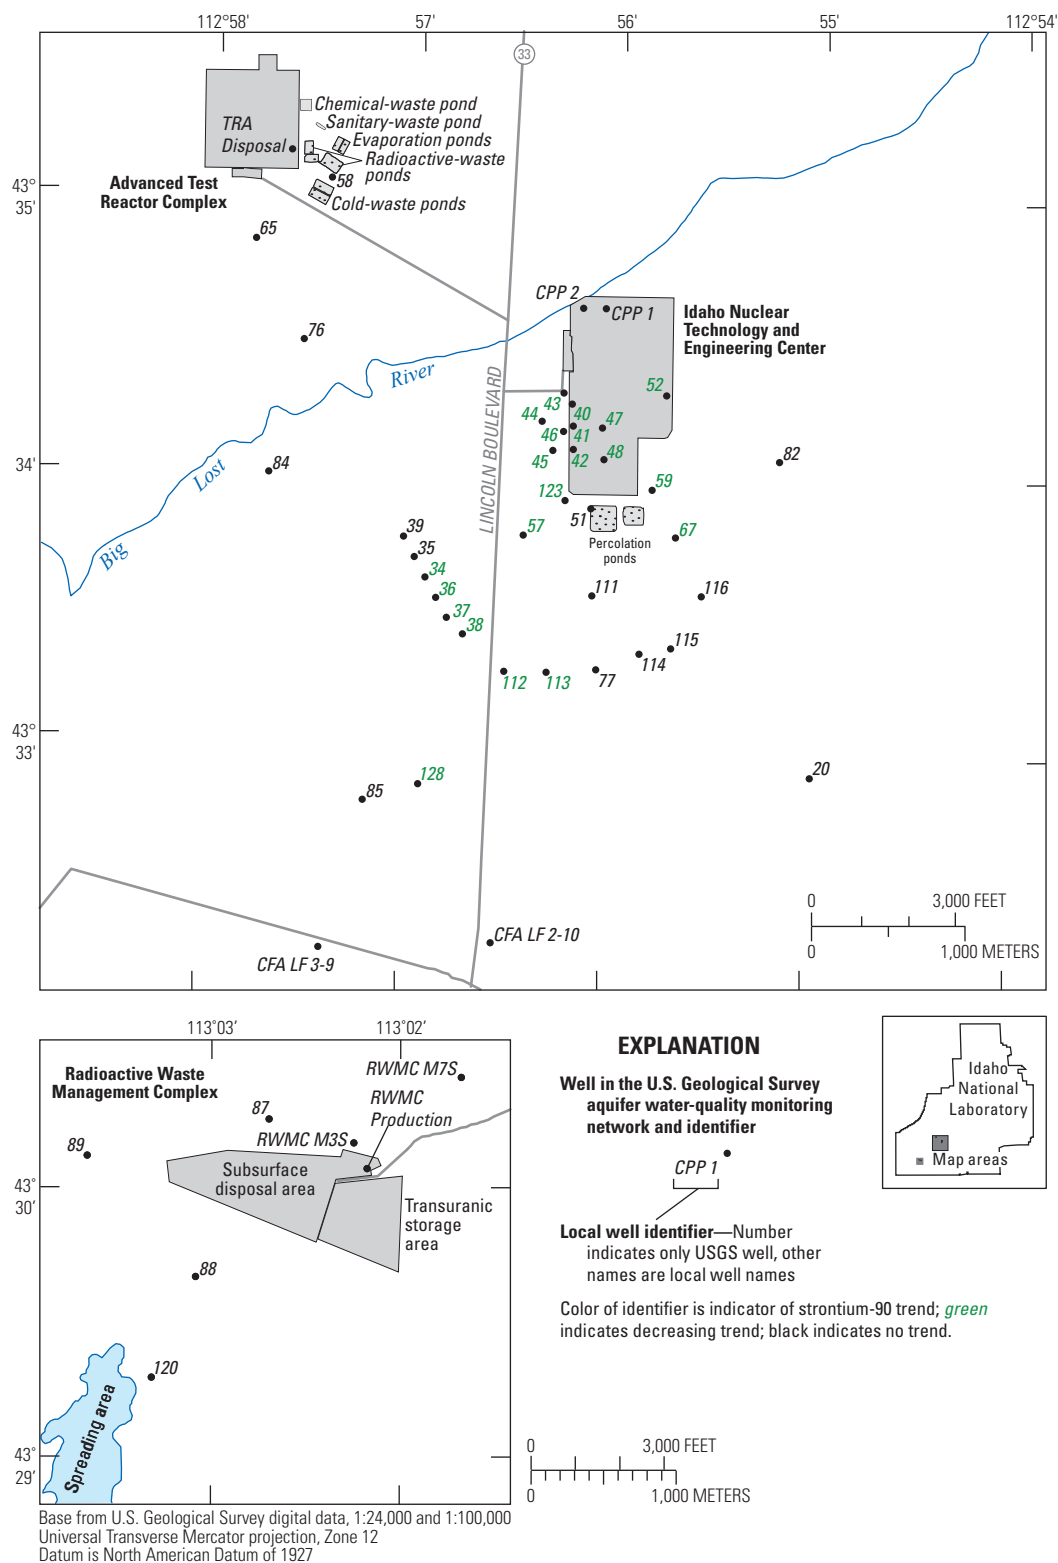 112°58'
57'
56'
55'
112°54'
33
Chemical-waste pond
Sanitary-waste pond
Evaporation ponds
Radioactive-waste
ponds
TRA
Disposal
58
Cold-waste ponds
43°
35'
Advanced Test
Reactor Complex
65
CPP 2
CPP 1
Idaho Nuclear
Technology and
Engineering Center
76
Big
Lost
River
LINCOLN BOULEVARD
52
43
40
44
47
46
41
45
42
48
34'
84
82
123
59
51
57
67
Percolation
ponds
39
35
34
36
37
38
111
116
115
114
112
113
77
43°
33'
128
85
20
0
3,000 FEET
0
1,000 METERS
CFA LF 2-10
CFA LF 3-9
113°03'
113°02'
Radioactive Waste
Management Complex
RWMC M7S
RWMC
Production
87
RWMC M3S
89
Subsurface
disposal area
43°
30'
Transuranic
storage
area
88
120
Spreading area
43°
29'
EXPLANATION
Well in the U.S. Geological Survey
aquifer water-quality monitoring
network and identifier
CPP 1
Local well identifier—Number
indicates only USGS well, other
names are local well names
Color of identifier is indicator of strontium-90 trend; green
indicates decreasing trend; black indicates no trend.
Idaho
National
Laboratory
Map areas
0
3,000 FEET
0
1,000 METERS
Base from U.S. Geological Survey digital data, 1:24,000 and 1:100,000
Universal Transverse Mercator projection, Zone 12
Datum is North American Datum of 1927